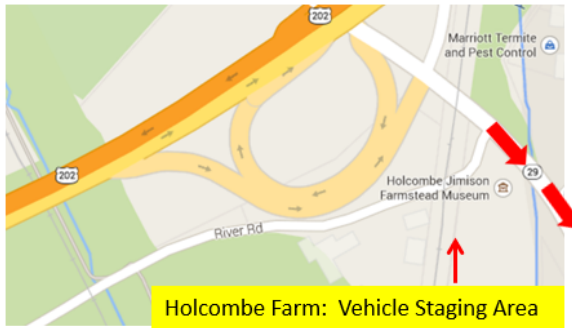 202
Marriott Termite
and Pest Control
202
29
Holcombe Jimison
Farmstead Museum
River Rd
Holcombe Farm: Vehicle Staging Area